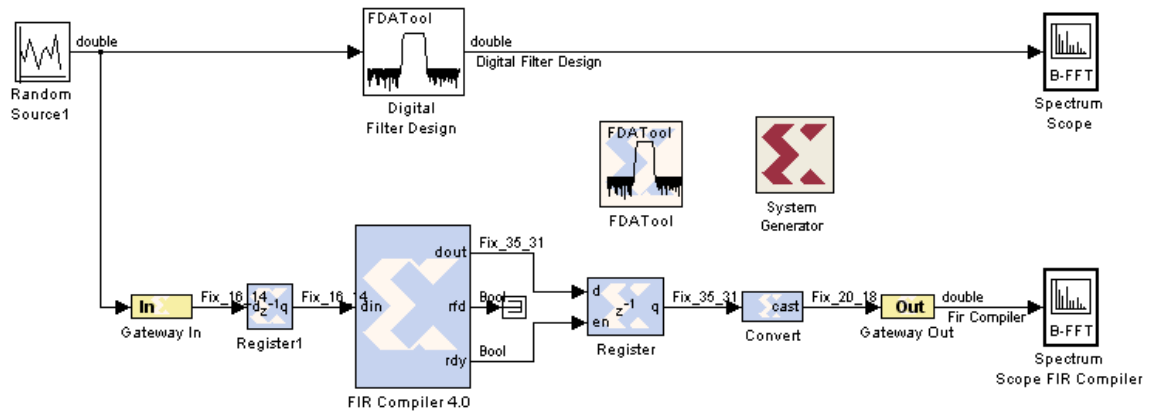 FDATool
double
double
Digital Filter Design
B-FFT
Random
Source1
Digital
Filter Design
Spectrum
Scope
FDATool
FDATool
System
Generator
dout
Fix_35_31
In
Fix_16_14
d
z-1
q
Fix_16_14
din
rfd
Bool
d
z-1
q
en
Fix_35_31
cast
Fix_20_18
Out
double
Fir Compiler
B-FFT
Gateway In
Register1
rdy
Bool
Register
Convert
Gateway Out
Spectrum
Scope FIR Compiler
FIR Compiler 4.0